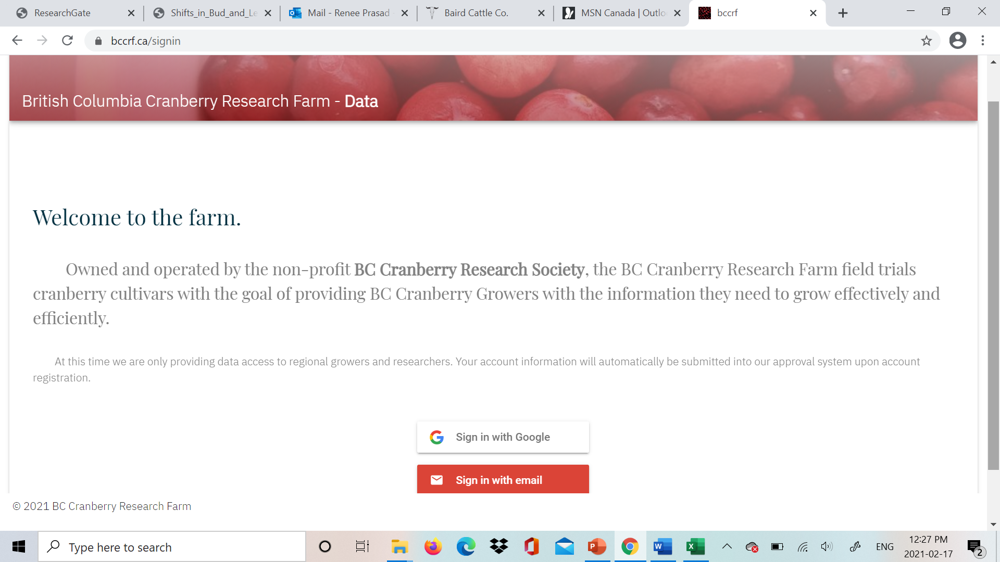 ResearchGate
Shifts_in_Bud_and_Le
Mail - Renee Prasad -
Baird Cattle Co.
MSN Canada | Outlo
bccrf
bccrf.ca/signin
British Columbia Cranberry Research Farm - Data
Welcome to the farm.
Owned and operated by the non-profit BC Cranberry Research Society, the BC Cranberry Research Farm field trials
cranberry cultivars with the goal of providing BC Cranberry Growers with the information they need to grow effectively and
efficiently.
At this time we are only providing data access to regional growers and researchers. Your account information will automatically be submitted into our approval system upon account
registration.
Sign in with Google
Sign in with email
© 2021 BC Cranberry Research Farm
Type here to search
ENG
12:27 PM
2021-02-17
2